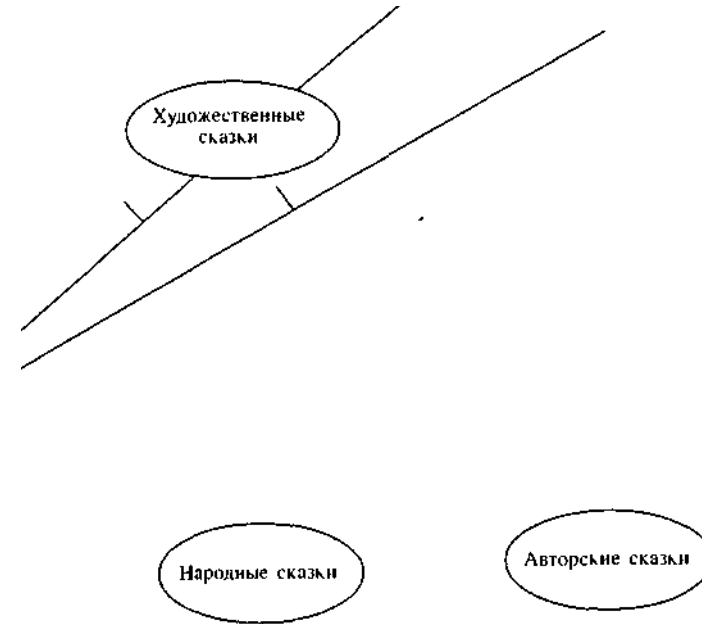 Художественные
сказки
Народные сказки
Авторские сказки